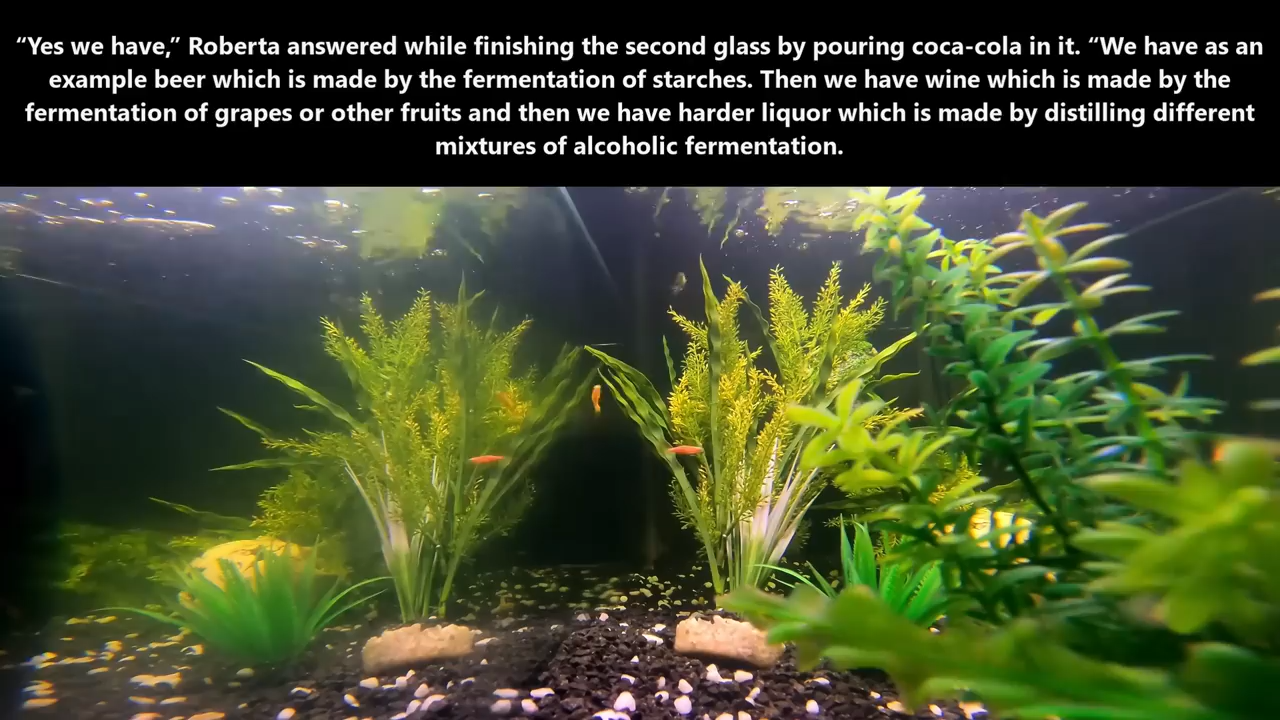 “Yes we have,” Roberta answered while finishing the second glass by pouring coca-cola in it. “We have as an
example beer which is made by the fermentation of starches. Then we have wine which is made by the
fermentation of grapes or other fruits and then we have harder liquor which is made by distilling different
mixtures of alcoholic fermentation.